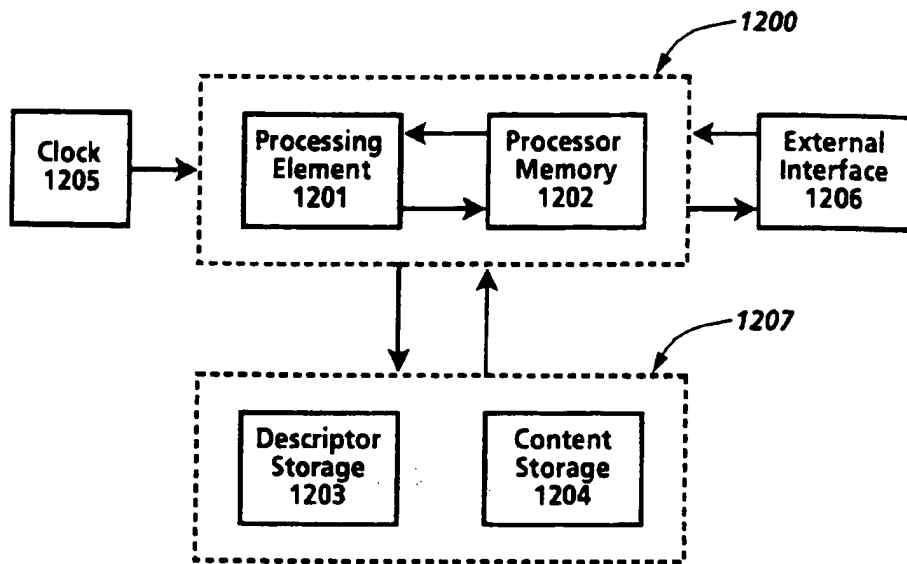 1200
Clock
1205
Processing
Element
1201
Processor
Memory
1202
External
Interface
1206
1207
Descriptor
Storage
1203
Content
Storage
1204